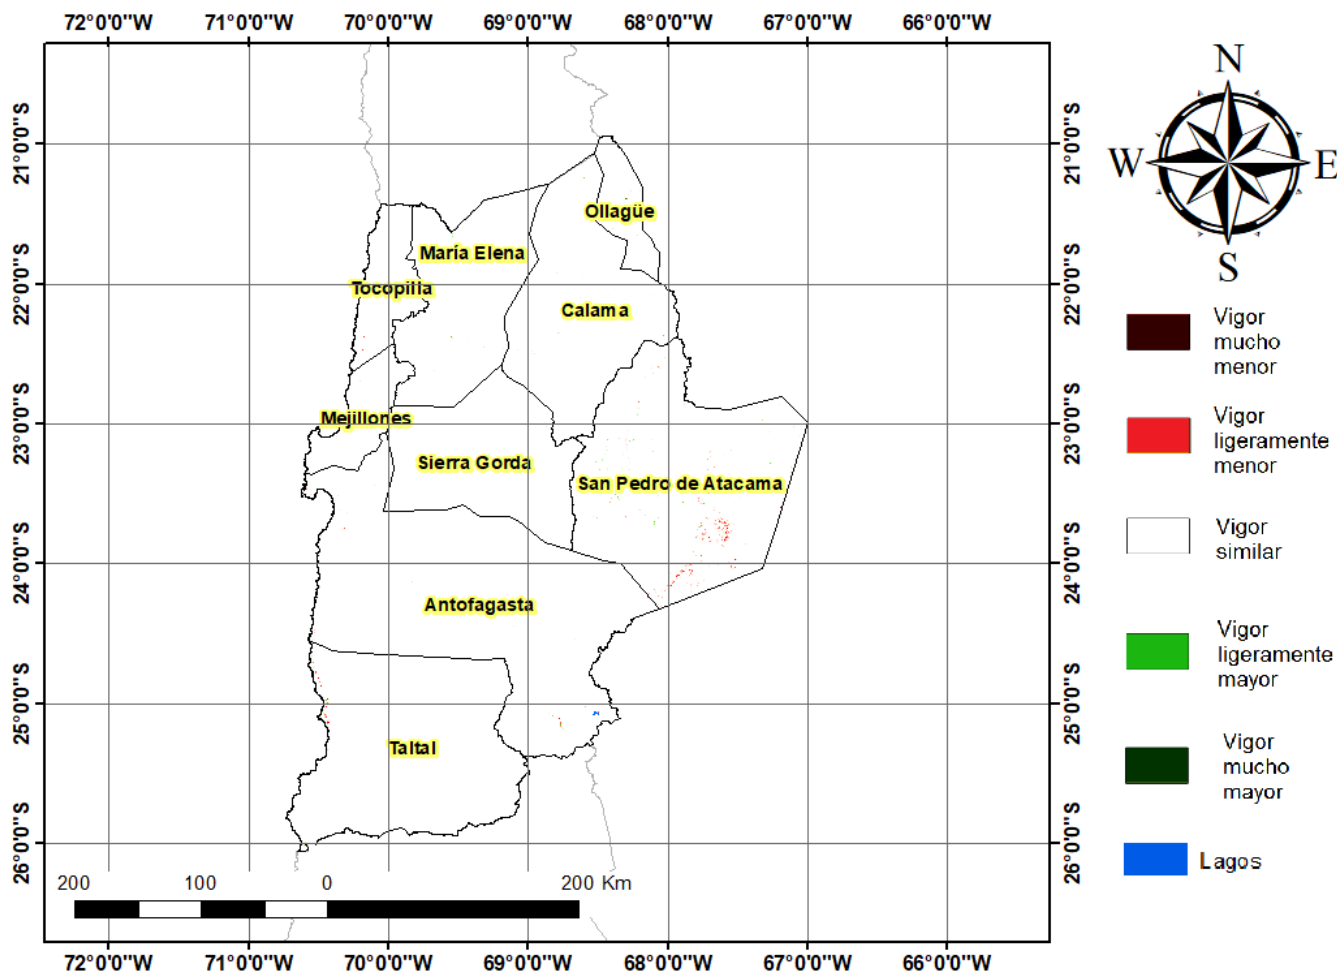 72°0'0"W 71°0'0"W 70°0'0"W 69°0'0"W 68°0'0"W 67°0'0"W 66°0'0"W
21°0'0"S
22°0'0"S
23°0'0"S
24°0'0"S
25°0'0"S
26°0'0"S
Ollagüe
María Elena
Tocopilla
Calama
Mejillones
Sierra Gorda
San Pedro de Atacama
Antofagasta
Taltal
200 100 0 200 Km
21°0'0"S
22°0'0"S
23°0'0"S
24°0'0"S
25°0'0"S
26°0'0"S
72°0'0"W 71°0'0"W 70°0'0"W 69°0'0"W 68°0'0"W 67°0'0"W 66°0'0"W
N
W E
S
Vigor
mucho
menor
Vigor
ligeramente
menor
Vigor
similar
Vigor
ligeramente
mayor
Vigor
mucho
mayor
Lagos